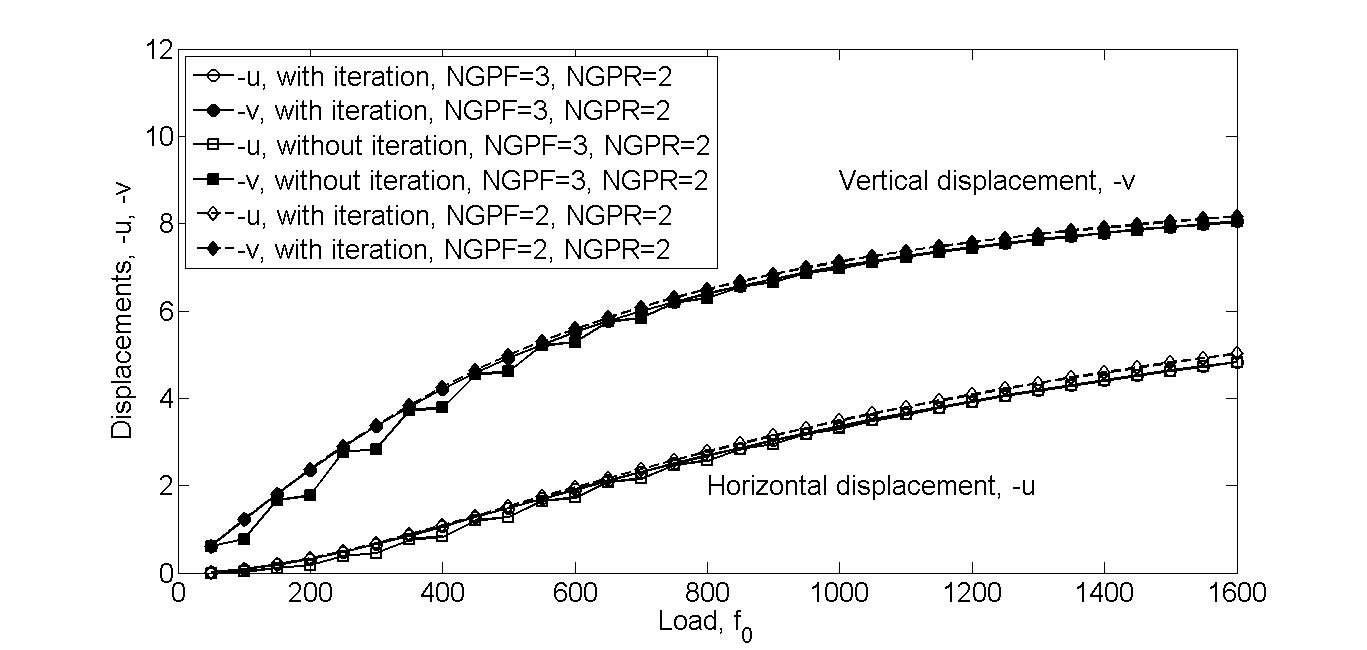 12
10
8
6
4
2
0
Displacements, -u, -v
-u, with iteration, NGPF=3, NGPR=2
-v, with iteration, NGPF=3, NGPR=2
-u, without iteration, NGPF=3, NGPR=2
-v, without iteration, NGPF=3, NGPR=2
-u, with iteration, NGPF=2, NGPR=2
-v, with iteration, NGPF=2, NGPR=2
Vertical displacement, -v
Horizontal displacement, -u
0 200 400 600 800 1000 1200 1400 1600
Load, f0